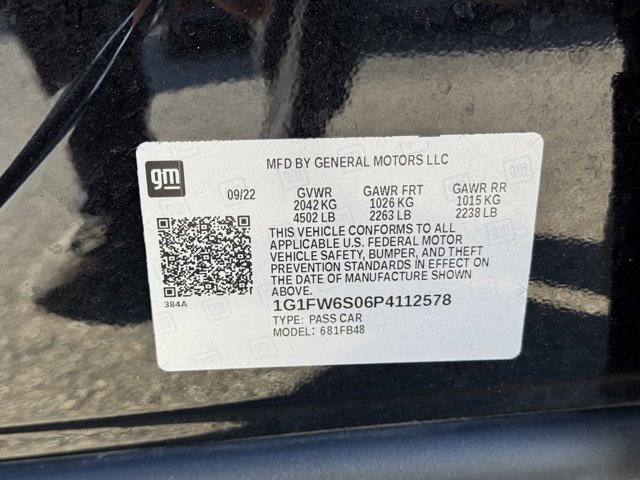 gm
MFD BY GENERAL MOTORS LLC
09/22 GVWR GAWR FRT GAWR RR
2042 KG 1026 KG 1015 KG
4502 LB 2263 LB 2238 LB
THIS VEHICLE CONFORMS TO ALL
APPLICABLE U.S. FEDERAL MOTOR
VEHICLE SAFETY, BUMPER, AND THEFT
PREVENTION STANDARDS IN EFFECT ON
THE DATE OF MANUFACTURE SHOWN
ABOVE.
384A
1G1FW6S06P4112578
TYPE: PASS CAR
MODEL: 681FB48